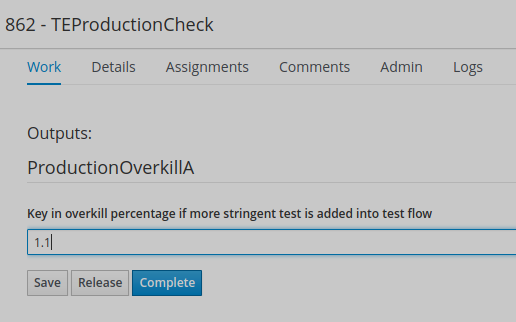 862 - TEProductionCheck
Work Details Assignments Comments Admin Logs
Outputs:
ProductionOverkillA
Key in overkill percentage if more stringent test is added into test flow
1.1
Save Release Complete